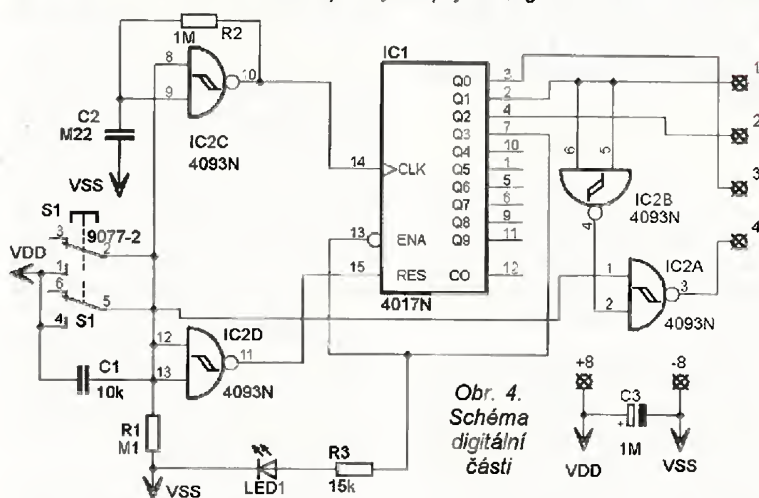 1M
R2
8
9
10
IC2C
4093N
C2
M22
VSS
S1
3
9077-2
2
VDD
1
6
5
4
S1
C1
10k
R1
M1
VSS
12
13
11
IC2D
4093N
LED1
R3
15k
IC1
14
CLK
13
ENA
15
RES
4017N
Q0
3
Q1
2
Q2
4
Q3
7
Q4
10
Q5
1
Q6
5
Q7
6
Q8
9
Q9
11
CO
12
6
5
4
IC2B
4093N
1
2
3
IC2A
4093N
1
2
3
4
Obr. 4.
Schéma
digitální
části
+8
-8
C3
+
1M
VDD
VSS